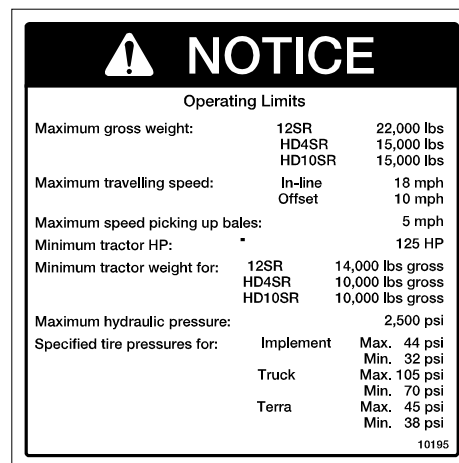 NOTICE
Operating Limits
Maximum gross weight: 12SR 22,000 lbs
HD4SR 15,000 lbs
HD10SR 15,000 lbs
Maximum travelling speed: In-line 18 mph
Offset 10 mph
Maximum speed picking up bales: 5 mph
Minimum tractor HP: 125 HP
Minimum tractor weight for: 12SR 14,000 lbs gross
HD4SR 10,000 lbs gross
HD10SR 10,000 lbs gross
Maximum hydraulic pressure: 2,500 psi
Specified tire pressures for: Implement Max. 44 psi
Min. 32 psi
Truck Max. 105 psi
Min. 70 psi
Terra Max. 45 psi
Min. 38 psi
10195